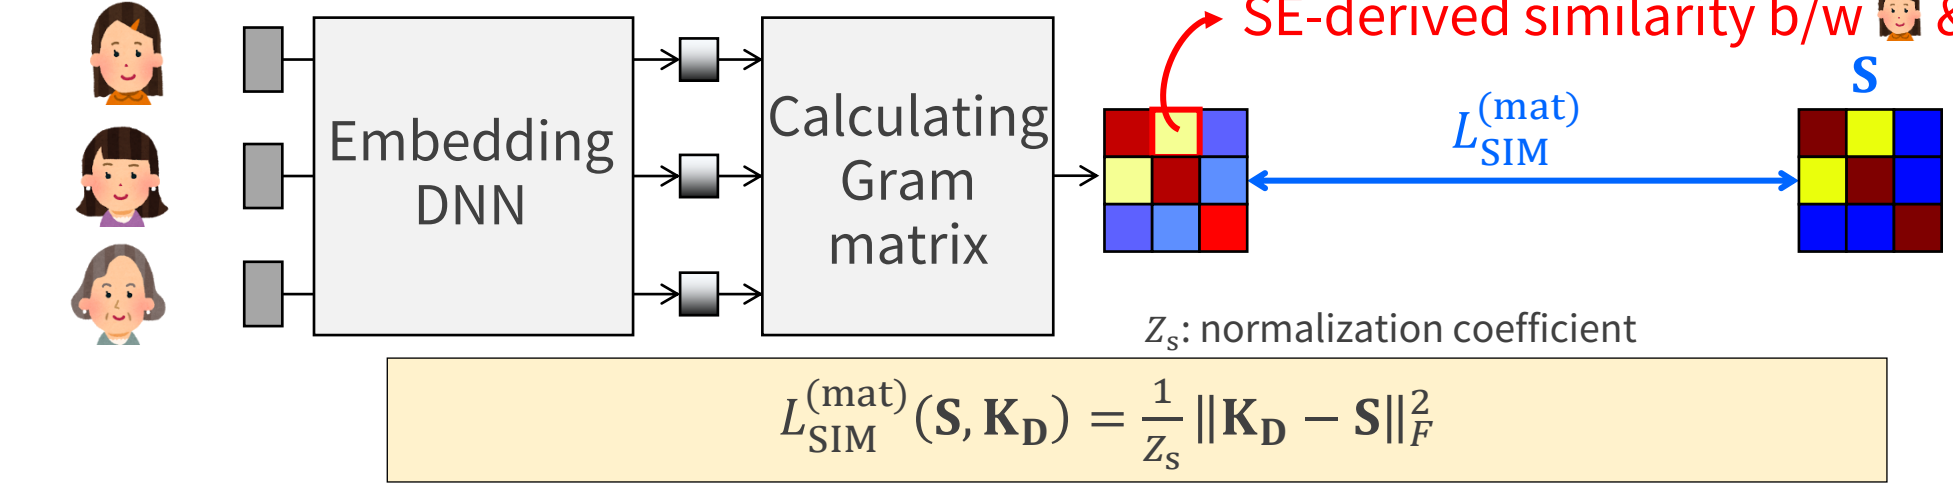 SE-derived similarity b/w &
S
L_SIM^(mat)
Embedding
DNN
Calculating
Gram
matrix
Z_s: normalization coefficient
L_SIM^(mat)(S, K_D) = 1/Z_s ‖K_D − S‖_F^2